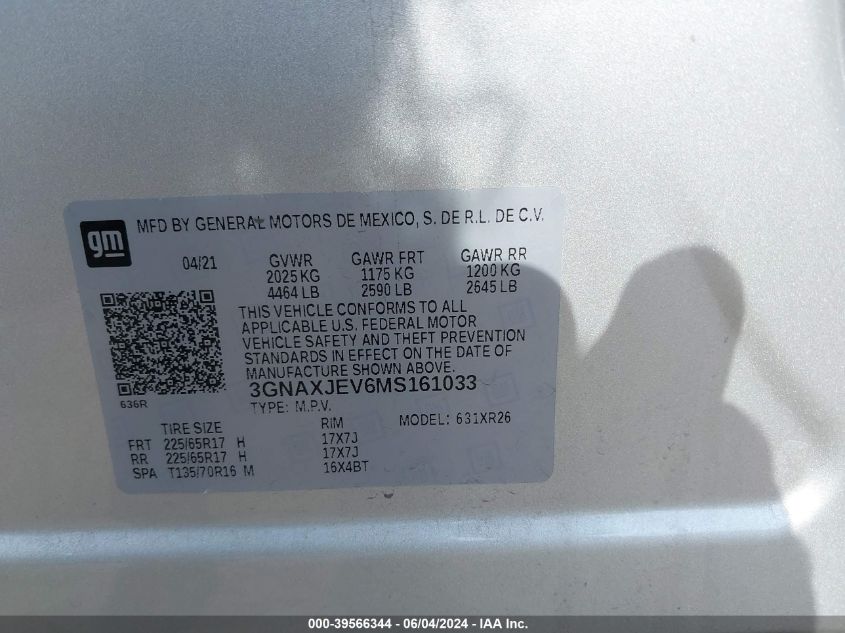 gm
MFD BY GENERAL MOTORS DE MEXICO, S. DE R.L. DE C.V.
04/21
GVWR GAWR FRT GAWR RR
2025 KG 1175 KG 1200 KG
4464 LB 2590 LB 2645 LB
THIS VEHICLE CONFORMS TO ALL
APPLICABLE U.S. FEDERAL MOTOR
VEHICLE SAFETY AND THEFT PREVENTION
STANDARDS IN EFFECT ON THE DATE OF
MANUFACTURE SHOWN ABOVE.
3GNAXJEV6MS161033
636R
TYPE: M.P.V.
TIRE SIZE RIM MODEL: 631XR26
FRT 225/65R17 H 17X7J
RR 225/65R17 H 17X7J
SPA T135/70R16 M 16X4BT
000-39566344 - 06/04/2024 - IAAI Inc.